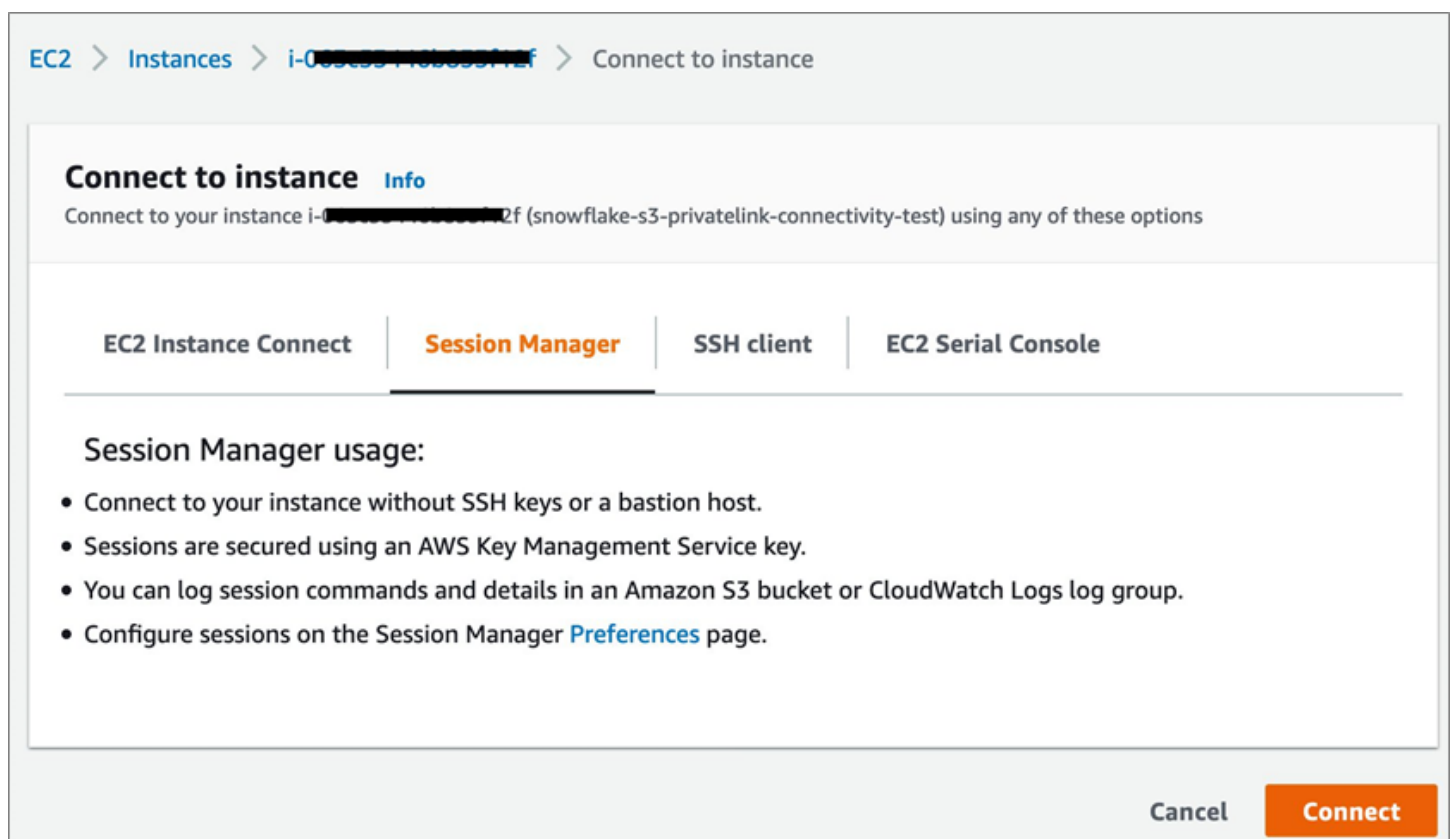 EC2 > Instances > i-0 f > Connect to instance
Connect to instance Info
Connect to your instance i- 2f (snowflake-s3-privatelink-connectivity-test) using any of these options
EC2 Instance Connect Session Manager SSH client EC2 Serial Console
Session Manager usage:
• Connect to your instance without SSH keys or a bastion host.
• Sessions are secured using an AWS Key Management Service key.
• You can log session commands and details in an Amazon S3 bucket or CloudWatch Logs log group.
• Configure sessions on the Session Manager Preferences page.
Cancel Connect